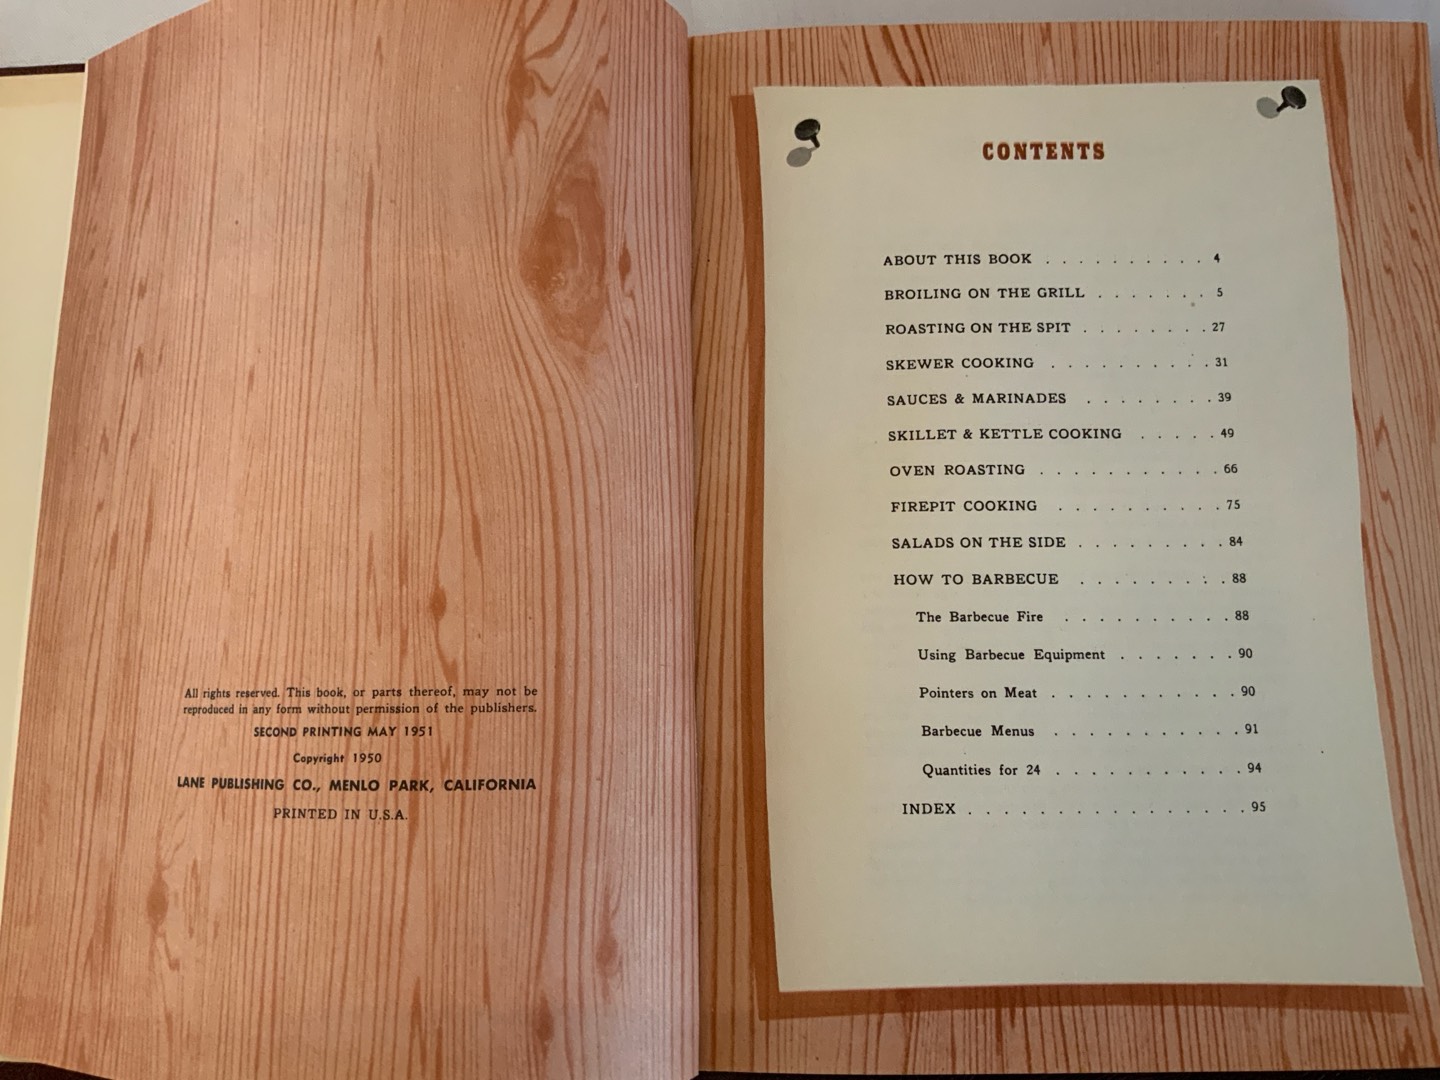 All rights reserved. This book, or parts thereof, may not be
reproduced in any form without permission of the publishers.
SECOND PRINTING MAY 1951
Copyright 1950
LANE PUBLISHING CO., MENLO PARK, CALIFORNIA
PRINTED IN U.S.A.
CONTENTS
ABOUT THIS BOOK . . . . . . . . . . 4
BROILING ON THE GRILL . . . . . . . 5
ROASTING ON THE SPIT . . . . . . . . 27
SKEWER COOKING . . . . . . . . . . 31
SAUCES & MARINADES . . . . . . . . 39
SKILLET & KETTLE COOKING . . . . . 49
OVEN ROASTING . . . . . . . . . . . 66
FIREPIT COOKING . . . . . . . . . . 75
SALADS ON THE SIDE . . . . . . . . . 84
HOW TO BARBECUE . . . . . . . . . 88
The Barbecue Fire . . . . . . . . . . 88
Using Barbecue Equipment . . . . . . . 90
Pointers on Meat . . . . . . . . . . . 90
Barbecue Menus . . . . . . . . . . . 91
Quantities for 24 . . . . . . . . . . . 94
INDEX . . . . . . . . . . . . . . . . 95